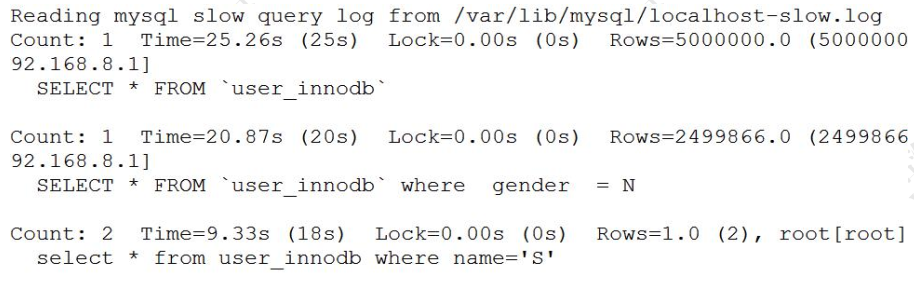 Reading mysql slow query log from /var/lib/mysql/localhost-slow.log
Count: 1  Time=25.26s (25s)  Lock=0.00s (0s)  Rows=5000000.0 (5000000
92.168.8.1]
  SELECT * FROM `user_innodb`
Count: 1  Time=20.87s (20s)  Lock=0.00s (0s)  Rows=2499866.0 (2499866
92.168.8.1]
  SELECT * FROM `user_innodb` where  gender  = N
Count: 2  Time=9.33s (18s)  Lock=0.00s (0s)  Rows=1.0 (2), root[root]
  select * from user_innodb where name='S'